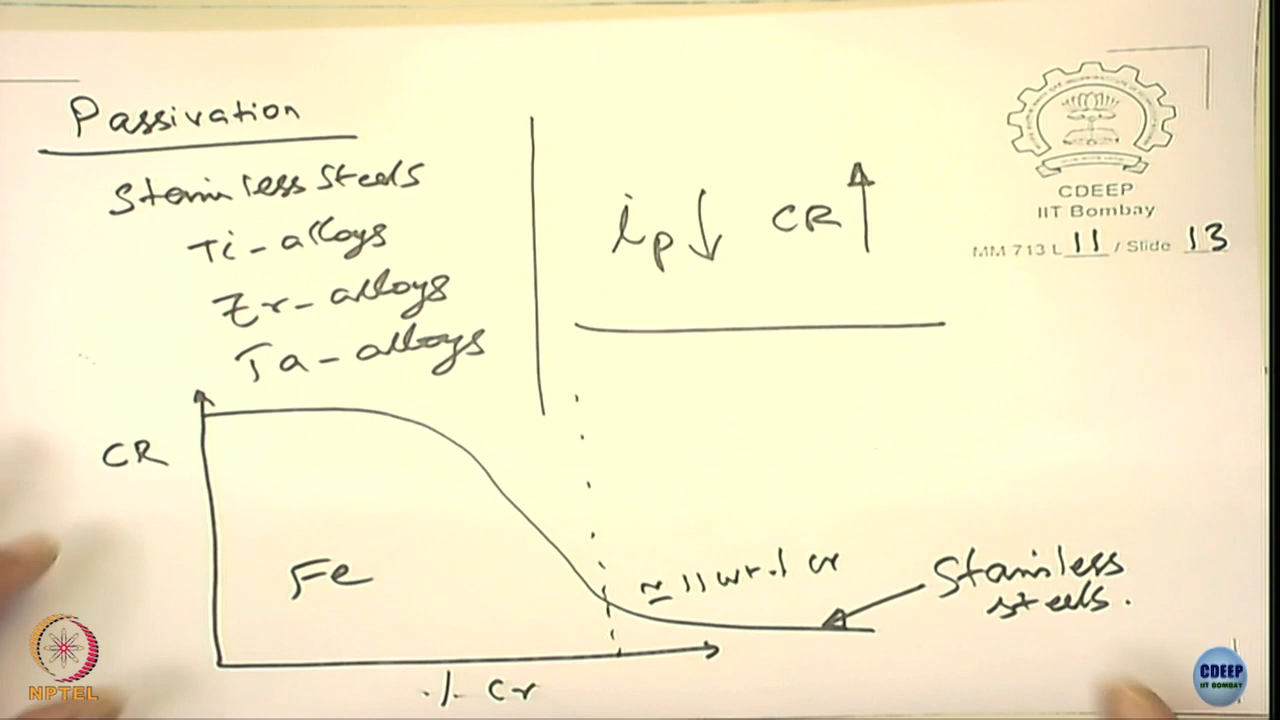 Passivation
Stainless steels
Ti - alloys
Zr - alloys
Ta - alloys
ip ↓ CR ↑
CDEEP
IIT Bombay
MM 713 L 11 / Slide 13
CR
Fe
≃ 11 wt.% Cr
Stainless
steels.
% Cr
NPTEL
CDEEP
IIT BOMBAY